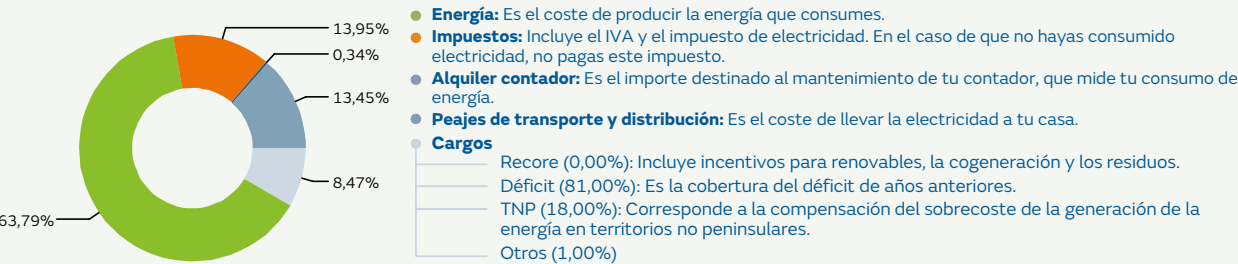 13,95%
0,34%
13,45%
8,47%
63,79%
Energía: Es el coste de producir la energía que consumes.
Impuestos: Incluye el IVA y el impuesto de electricidad. En el caso de que no hayas consumido
electricidad, no pagas este impuesto.
Alquiler contador: Es el importe destinado al mantenimiento de tu contador, que mide tu consumo de
energía.
Peajes de transporte y distribución: Es el coste de llevar la electricidad a tu casa.
Cargos
Recore (0,00%): Incluye incentivos para renovables, la cogeneración y los residuos.
Déficit (81,00%): Es la cobertura del déficit de años anteriores.
TNP (18,00%): Corresponde a la compensación del sobrecoste de la generación de la
energía en territorios no peninsulares.
Otros (1,00%)